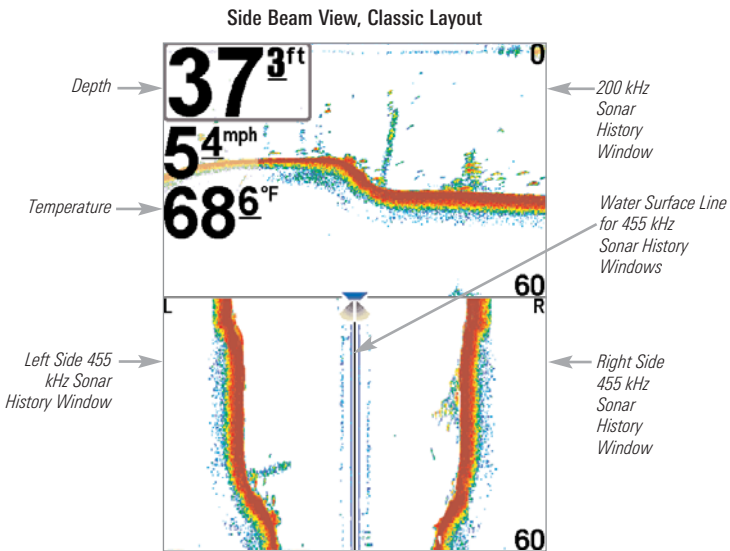 Side Beam View, Classic Layout
37 3 ft
0
Depth
200 kHz
Sonar
History
Window
5 4 mph
68 6 °F
Temperature
Water Surface Line
for 455 kHz
Sonar History
Windows
60
L
R
Left Side 455
kHz Sonar
History Window
Right Side
455 kHz
Sonar
History
Window
60